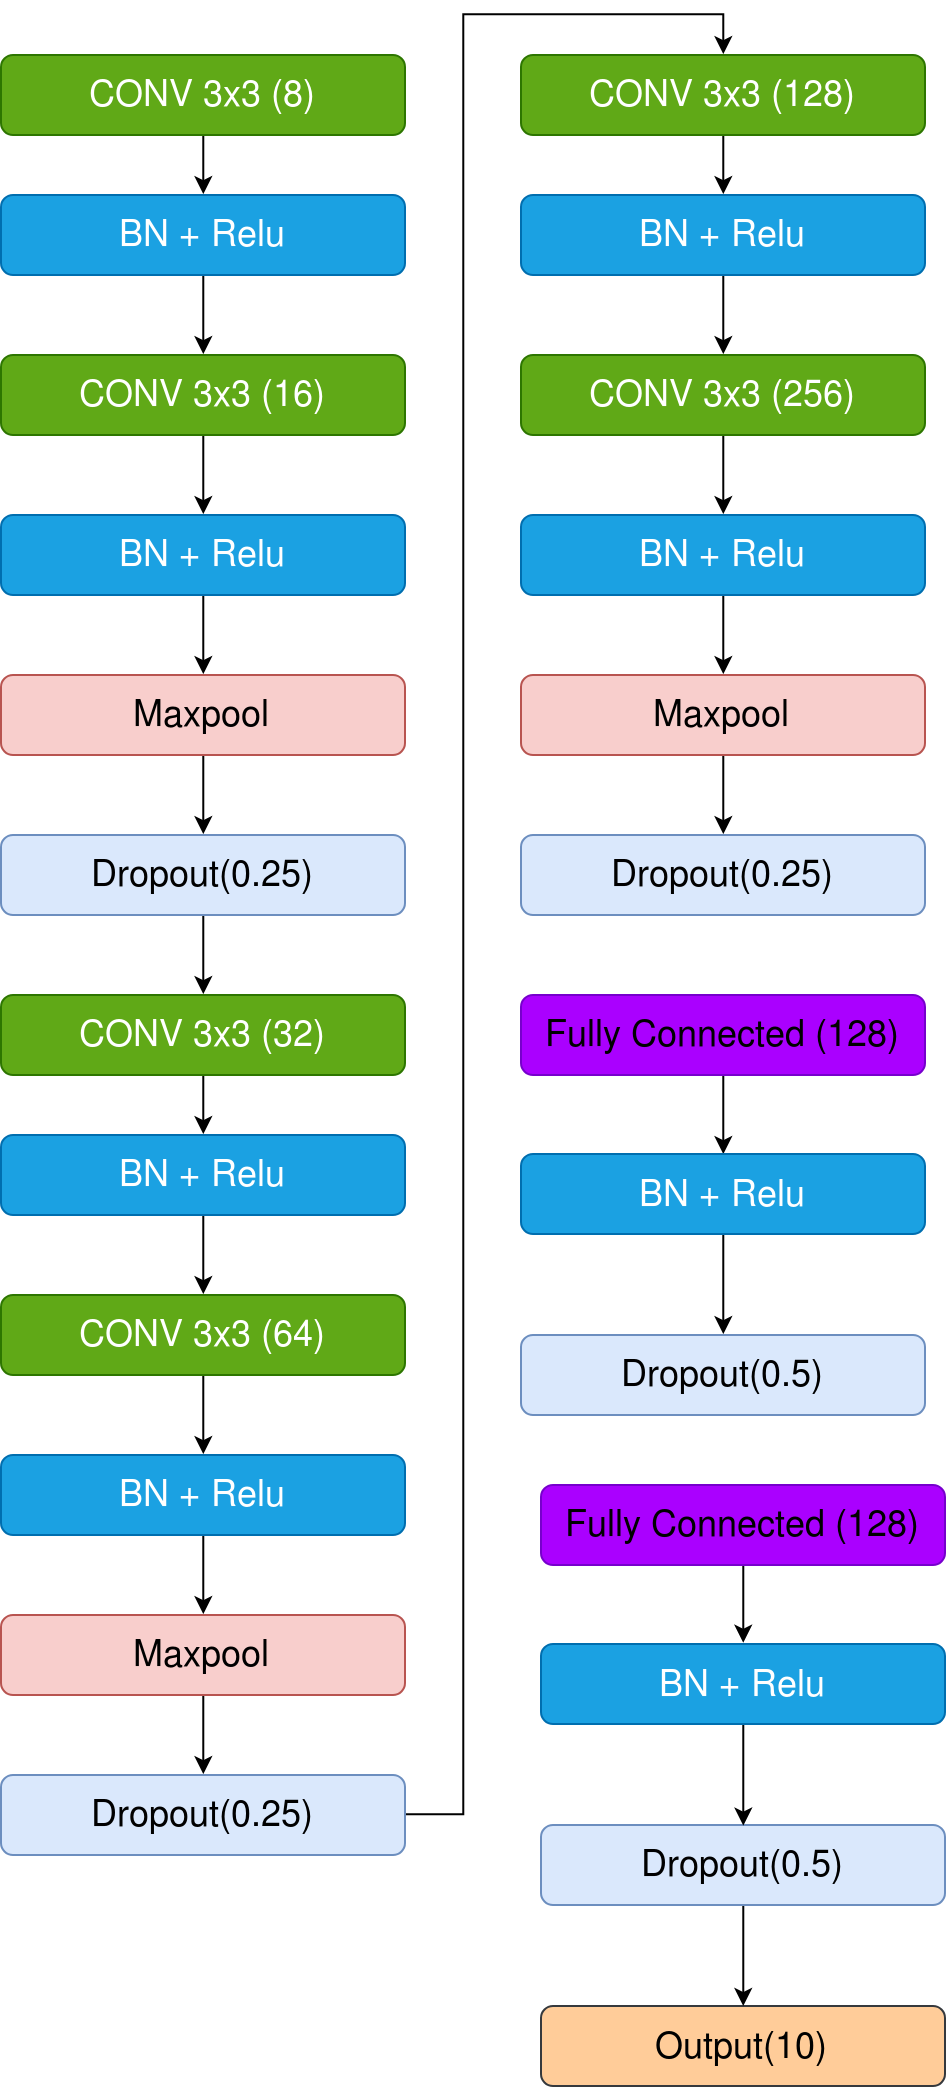 CONV 3x3 (8)
BN + Relu
CONV 3x3 (16)
BN + Relu
Maxpool
Dropout(0.25)
CONV 3x3 (32)
BN + Relu
CONV 3x3 (64)
BN + Relu
Maxpool
Dropout(0.25)
CONV 3x3 (128)
BN + Relu
CONV 3x3 (256)
BN + Relu
Maxpool
Dropout(0.25)
Fully Connected (128)
BN + Relu
Dropout(0.5)
Fully Connected (128)
BN + Relu
Dropout(0.5)
Output(10)